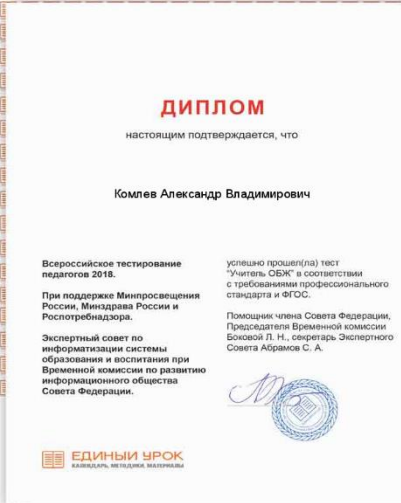 ДИПЛОМ
настоящим подтверждается, что
Комлев Александр Владимирович
Всероссийское тестирование
педагогов 2018.
При поддержке Минпросвещения
России, Минздрава России и
Роспотребнадзора.
Экспертный совет по
информатизации системы
образования и воспитания при
Временной комиссии по развитию
информационного общества
Совета Федерации.
успешно прошел(ла) тест
"Учитель ОБЖ" в соответствии
с требованиями профессионального
стандарта и ФГОС.
Помощник члена Совета Федерации,
Председателя Временной комиссии
Боковой Л. Н., секретарь Экспертного
Совета Абрамов С. А.
ЕДИНЫЙ УРОК
КАЛЕНДАРЬ, МЕТОДИКИ, МАТЕРИАЛЫ